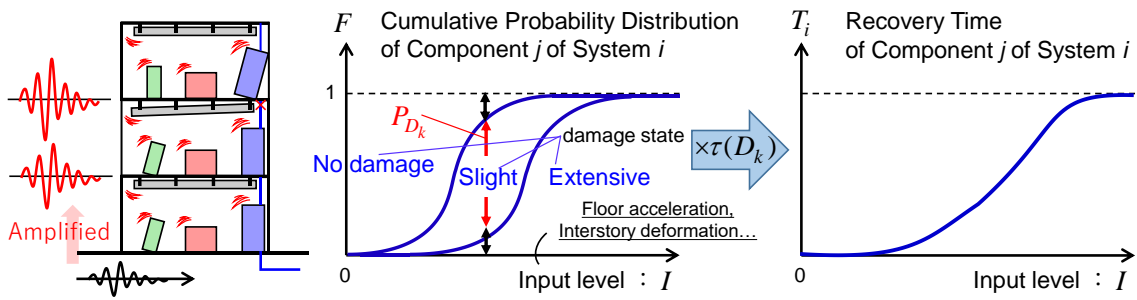 Amplified
F
Cumulative Probability Distribution
of Component j of System i
1
P_{D_k}
damage state
No damage
Slight
Extensive
Floor acceleration,
Interstory deformation…
0
Input level : I
×τ(D_k)
T_i
Recovery Time
of Component j of System i
0
Input level : I